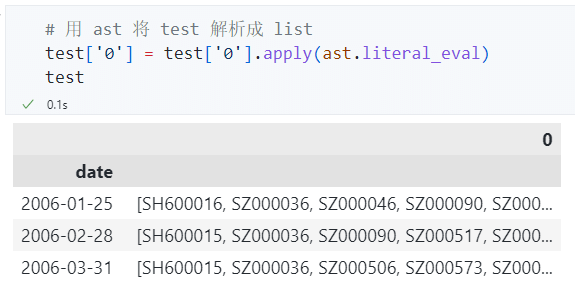 # 用 ast 将 test 解析成 list
test['0'] = test['0'].apply(ast.literal_eval)
test
✓ 0.1s
0
date
2006-01-25 [SH600016, SZ000036, SZ000046, SZ000090, SZ000...
2006-02-28 [SH600015, SZ000036, SZ000090, SZ000517, SZ000...
2006-03-31 [SH600015, SZ000036, SZ000506, SZ000573, SZ000...